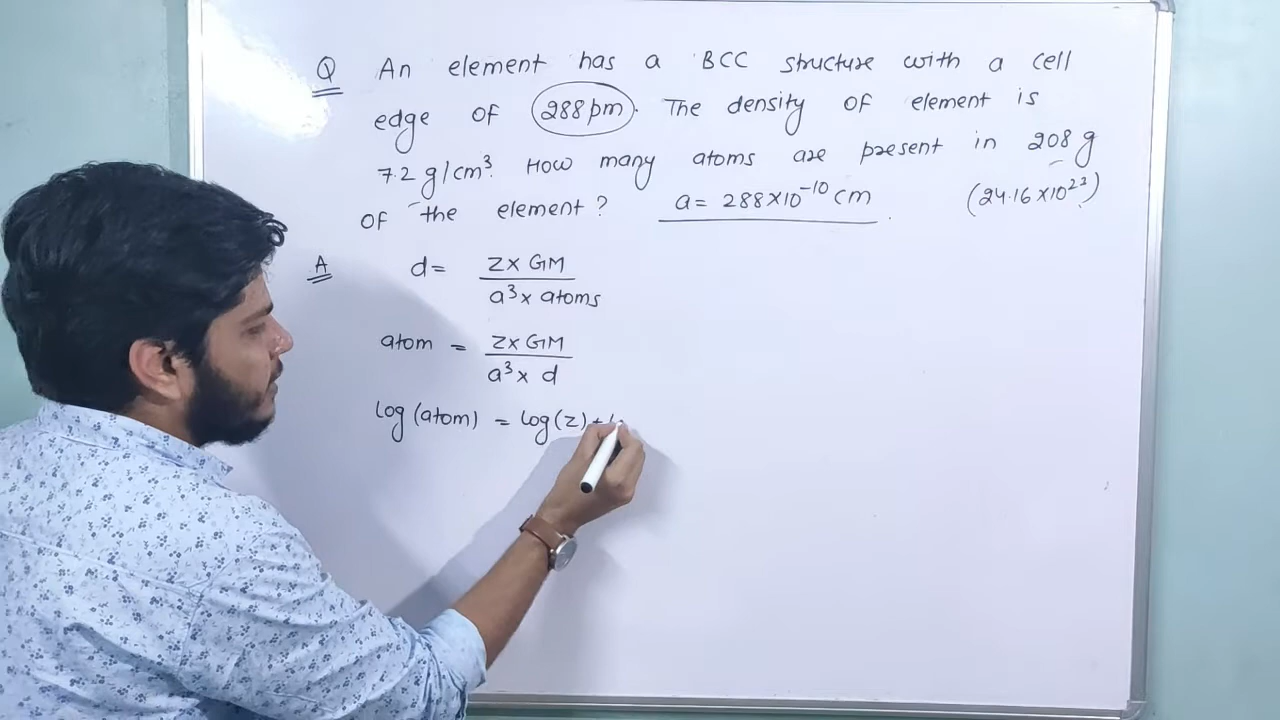 Q An element has a BCC structure with a cell
edge of 288 pm. The density of element is
7.2 g/cm³. How many atoms are present in 208 g
of the element? a = 288×10⁻¹⁰ cm (24.16×10²³)
A d = Z× GM
a³× atoms
atom = Z× GM
a³× d
log (atom) = log(z)+